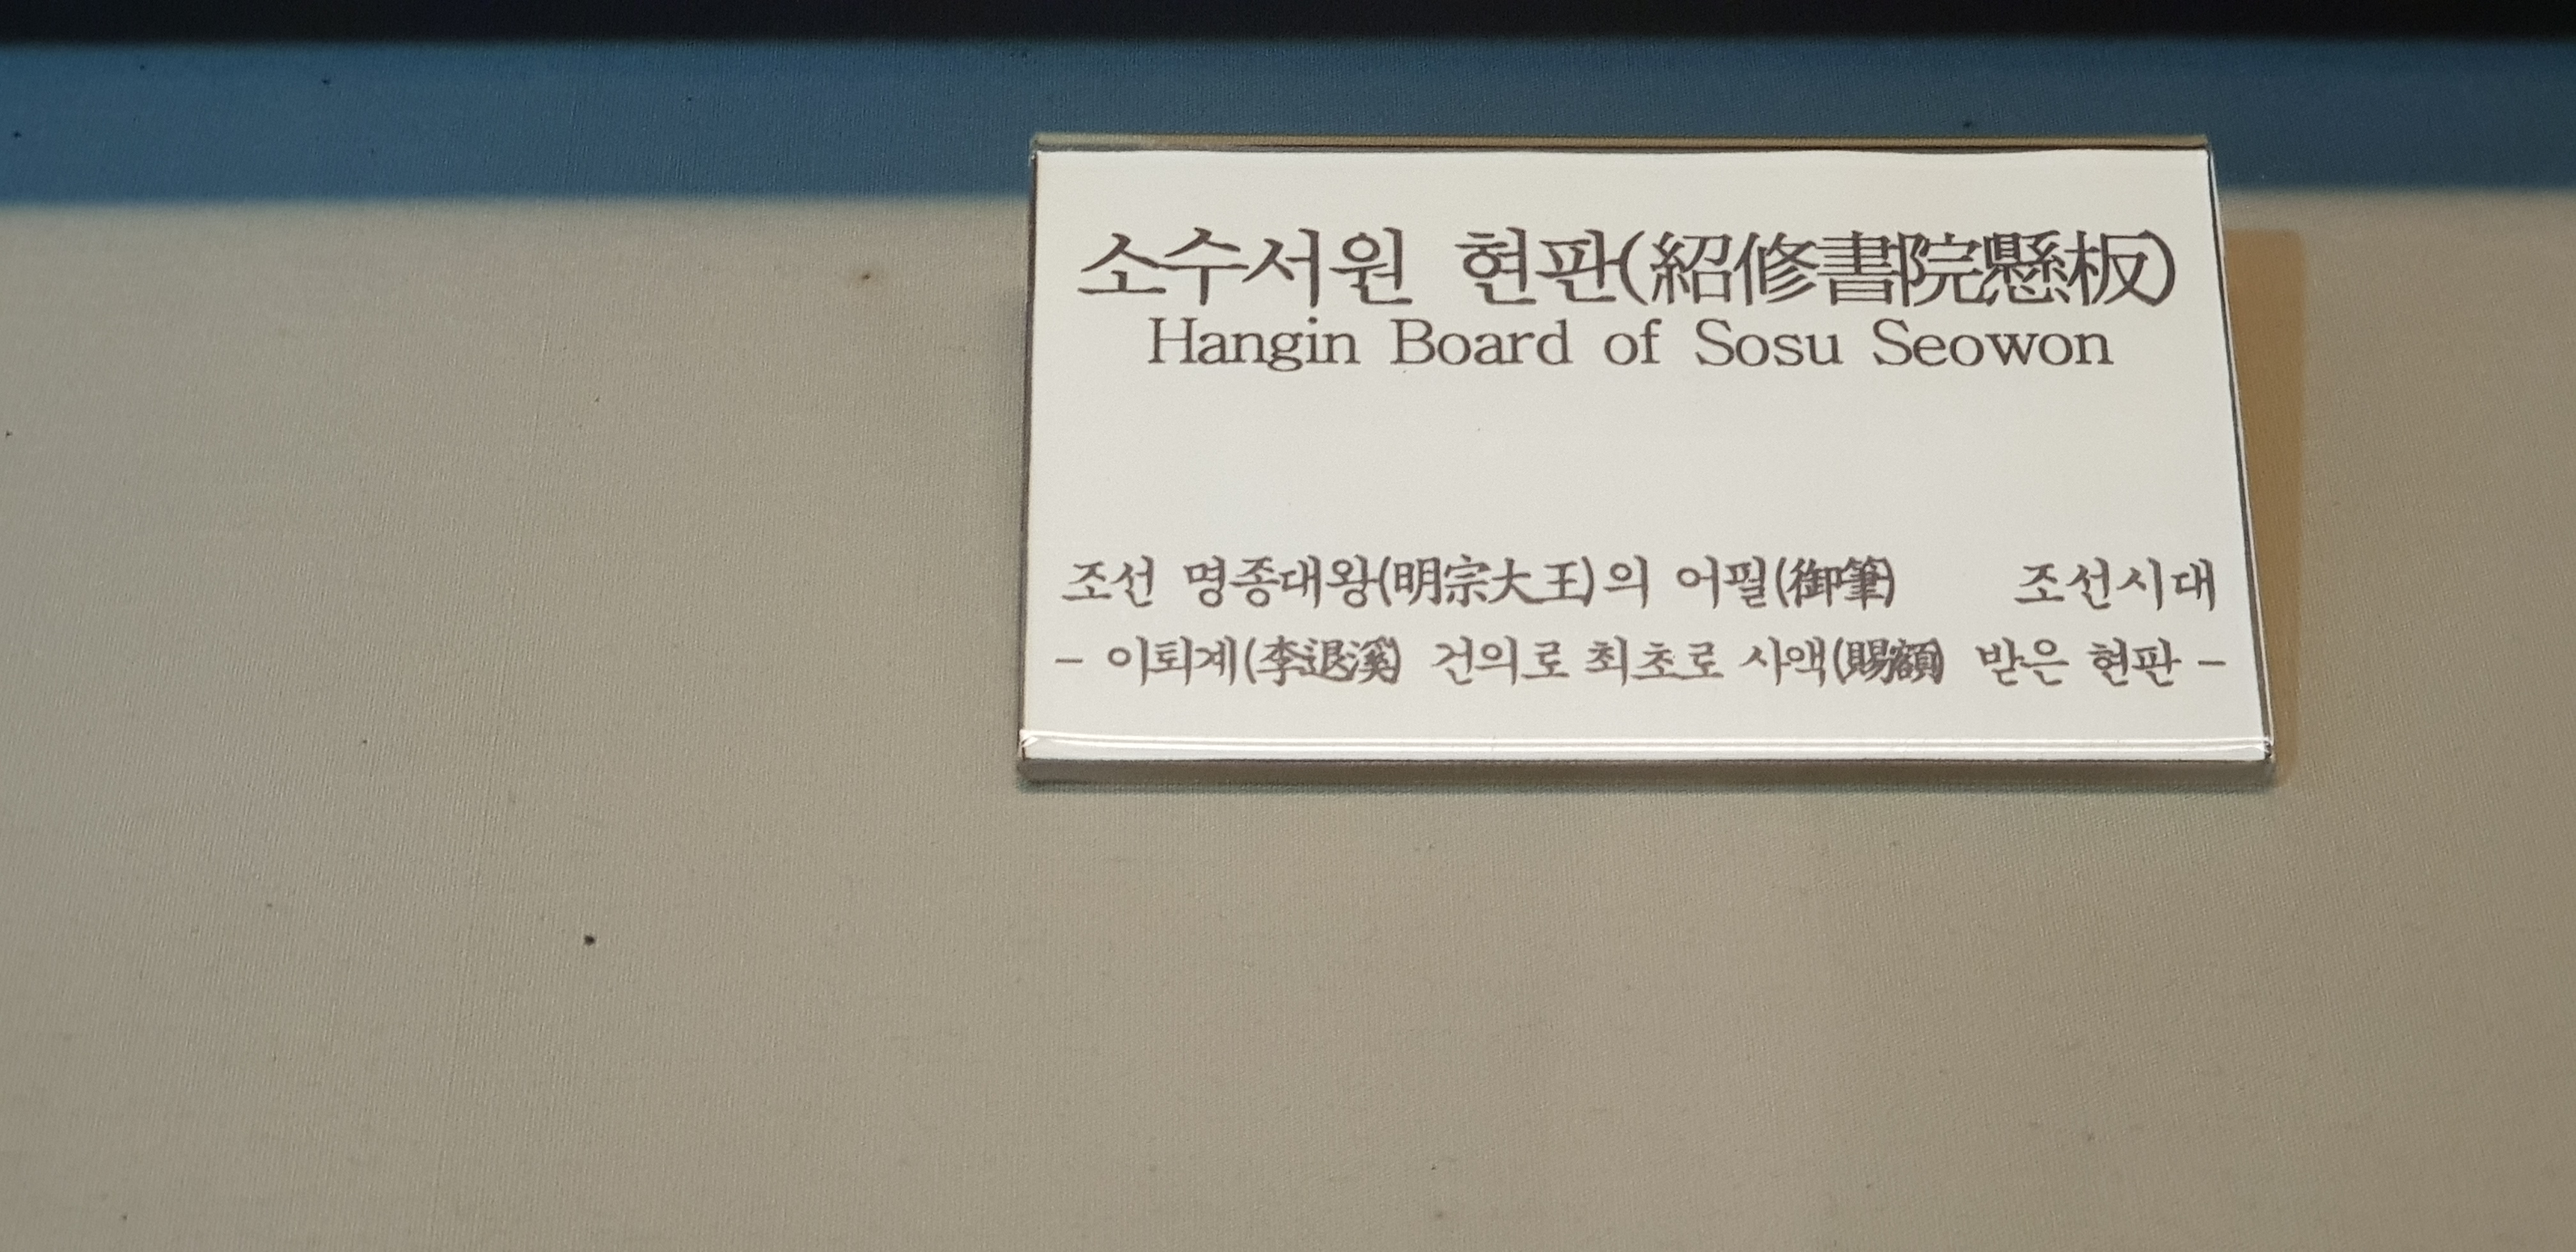 소수서원 현판(紹修書院懸板)
Hangin Board of Sosu Seowon
조선 명종대왕(明宗大王)의 어필(御筆) 조선시대
- 이퇴계(李退溪) 건의로 최초로 사액(賜額) 받은 현판 -